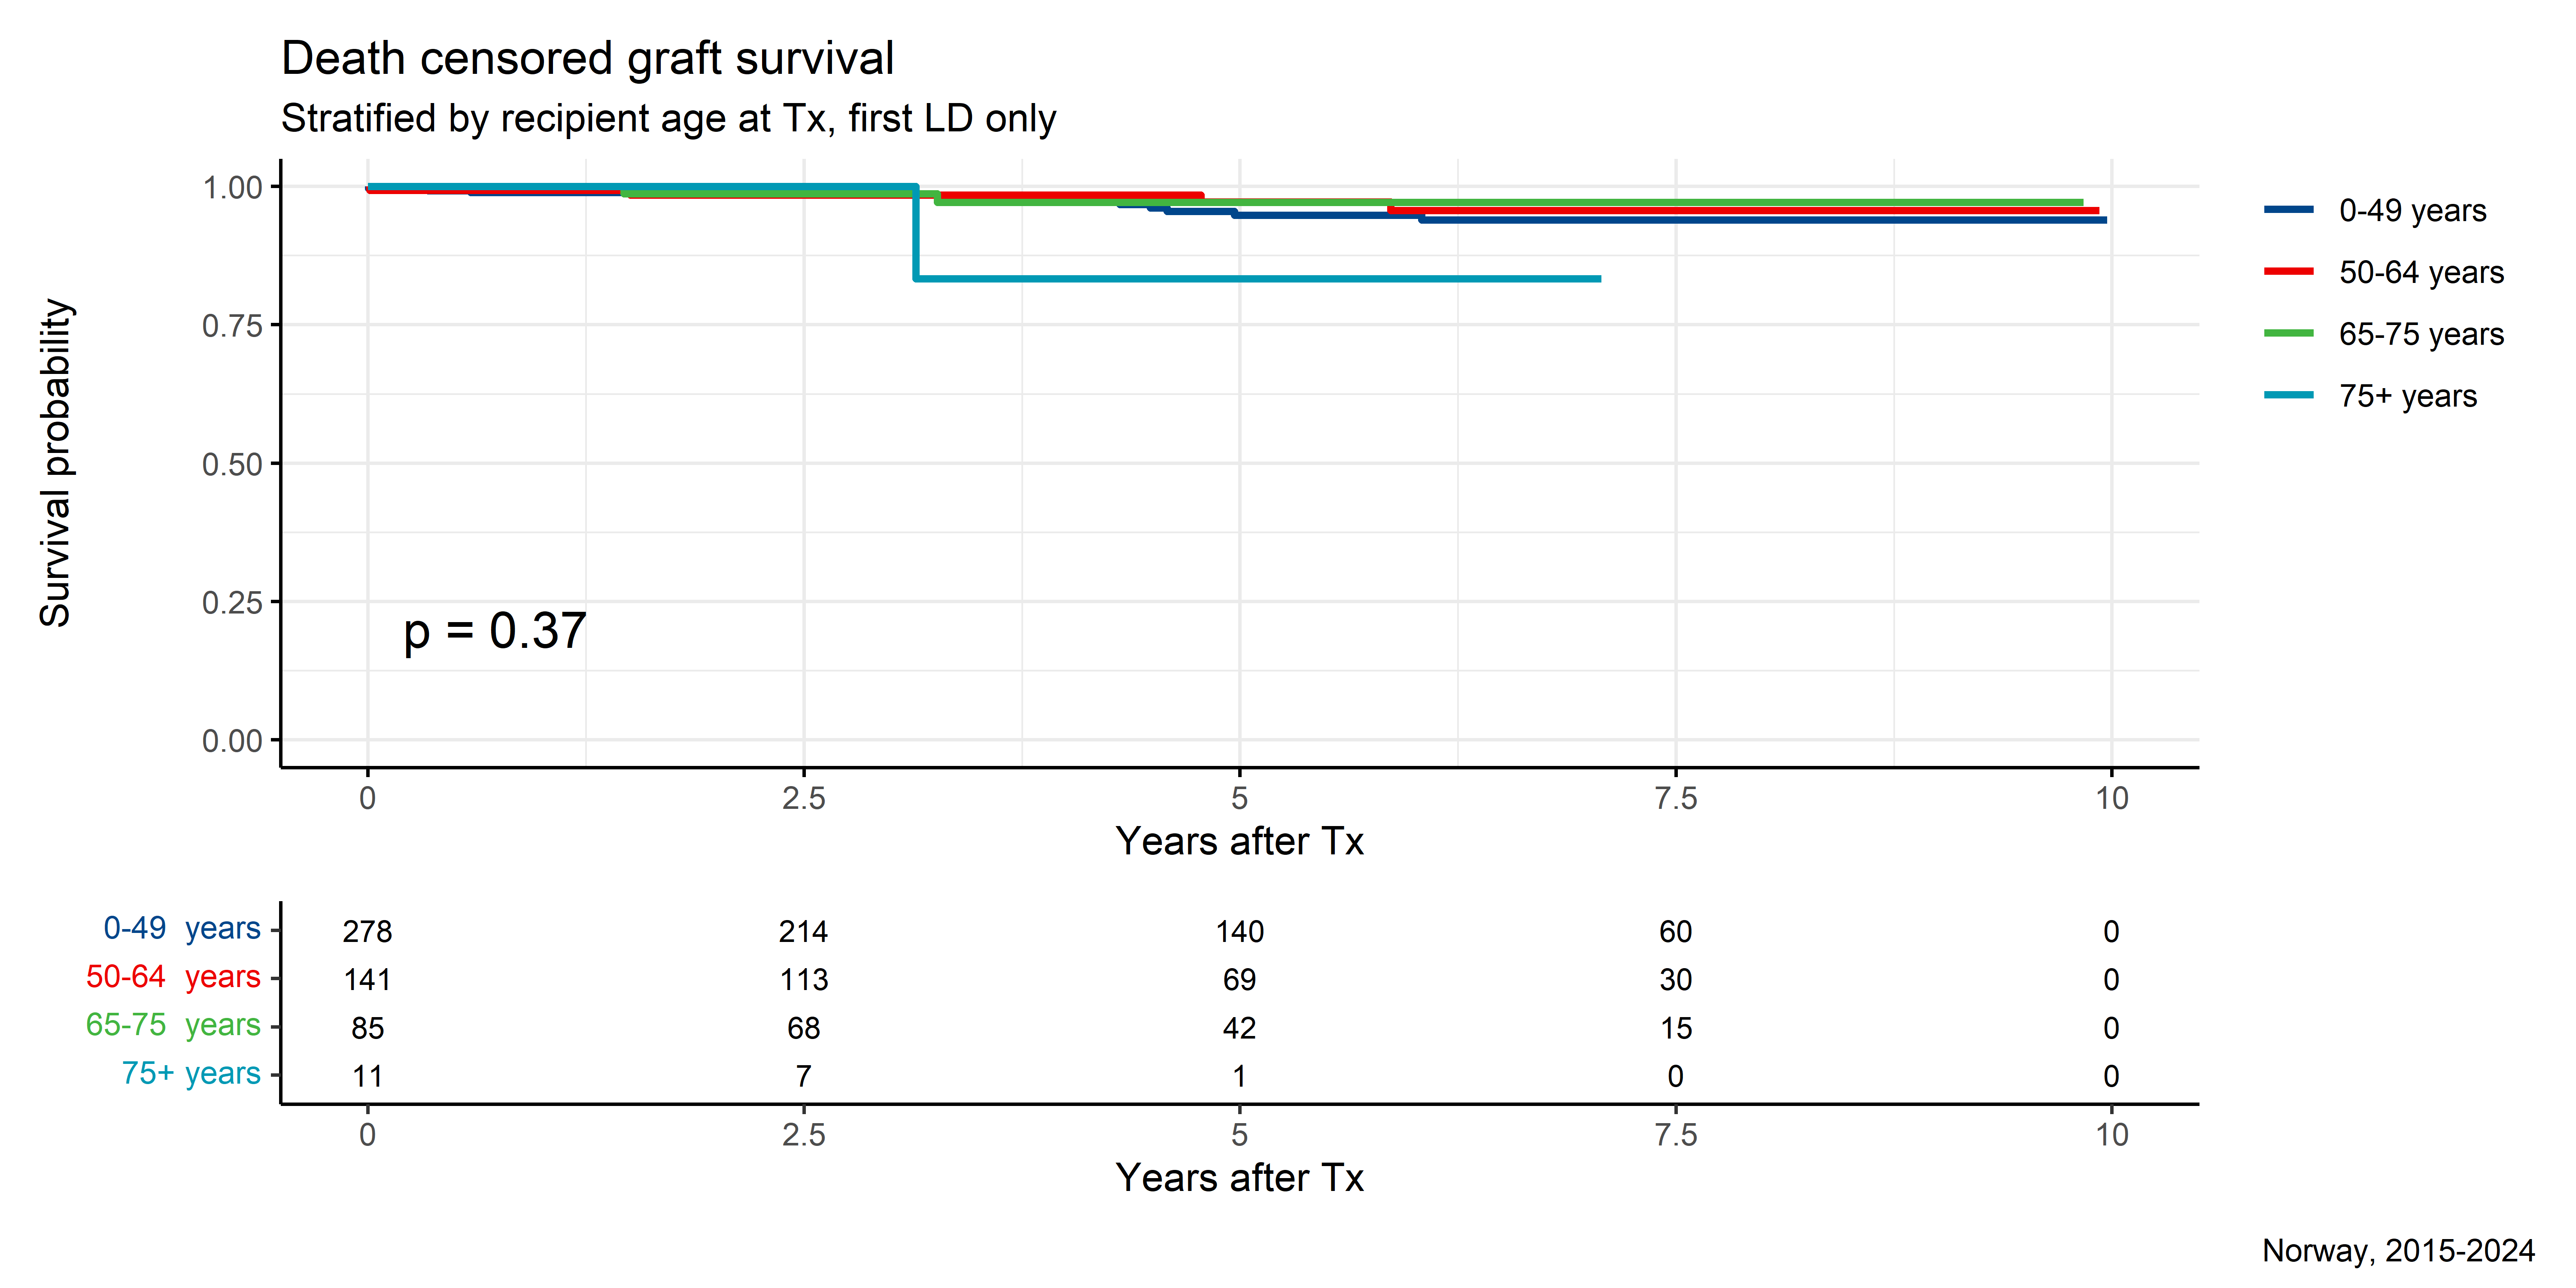 Death censored graft survival
Stratified by recipient age at Tx, first LD only
Survival probability
1.00
0.75
0.50
0.25
0.00
p = 0.37
0 2.5 5 7.5 10
Years after Tx
0-49 years
50-64 years
65-75 years
75+ years
0-49 years 278 214 140 60 0
50-64 years 141 113 69 30 0
65-75 years 85 68 42 15 0
75+ years 11 7 1 0 0
0 2.5 5 7.5 10
Years after Tx
Norway, 2015-2024